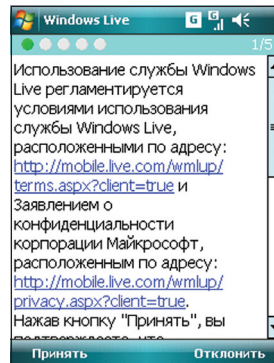 Windows Live
G
1/5
Использование службы Windows
Live регламентируется
условиями использования
службы Windows Live,
расположенными по адресу:
http://mobile.live.com/wmlup/
terms.aspx?client=true и
Заявлением о
конфиденциальности
корпорации Майкрософт,
расположенным по адресу:
http://mobile.live.com/wmlup/
privacy.aspx?client=true.
Нажав кнопку "Принять", вы
Принять
Отклонить